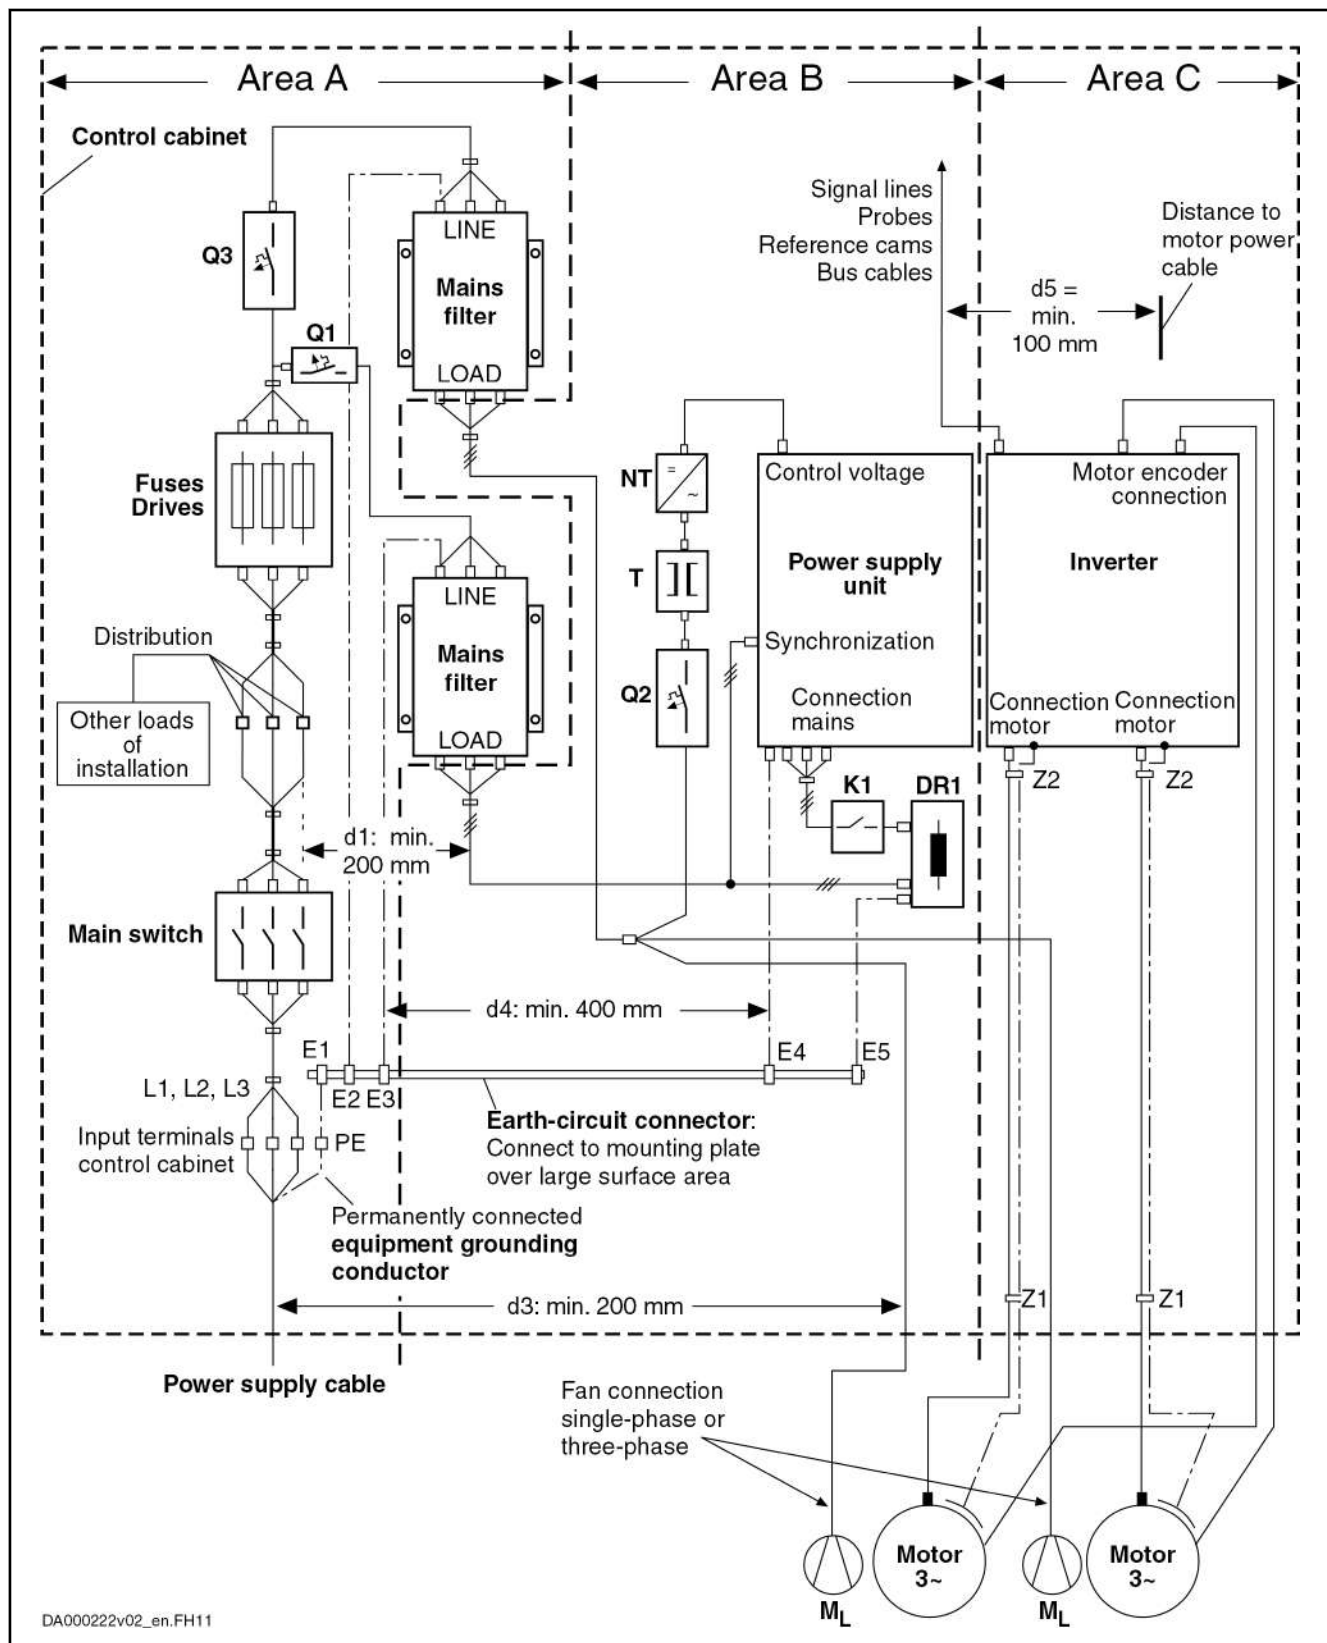 Area A
Area B
Area C
Control cabinet
Signal lines
Probes
Reference cams
Bus cables
Distance to
motor power
cable
d5 =
min.
100 mm
Q3
LINE
Mains
filter
LOAD
Q1
Fuses
Drives
NT
=
~
Control voltage
Motor encoder
connection
Power supply
unit
Inverter
T
LINE
Mains
filter
LOAD
Distribution
Synchronization
Q2
Connection
mains
Connection
motor
Connection
motor
Other loads
of
installation
K1
DR1
Z2
Z2
d1: min.
200 mm
Main switch
d4: min. 400 mm
E1
E4
E5
L1, L2, L3
E2
E3
Earth-circuit connector:
Connect to mounting plate
over large surface area
Input terminals
control cabinet
PE
Permanently connected
equipment grounding
conductor
d3: min. 200 mm
Z1
Z1
Power supply cable
Fan connection
single-phase or
three-phase
Motor
3~
Motor
3~
ML
ML
DA000222v02_en.FH11